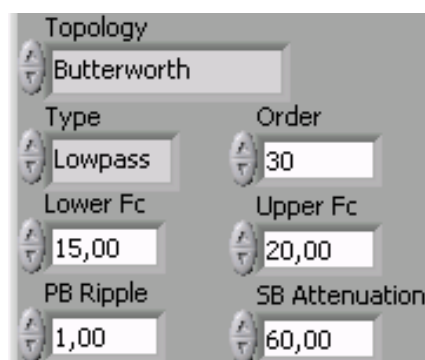 Topology
Butterworth
Type Order
Lowpass 30
Lower Fc Upper Fc
15,00 20,00
PB Ripple SB Attenuation
1,00 60,00